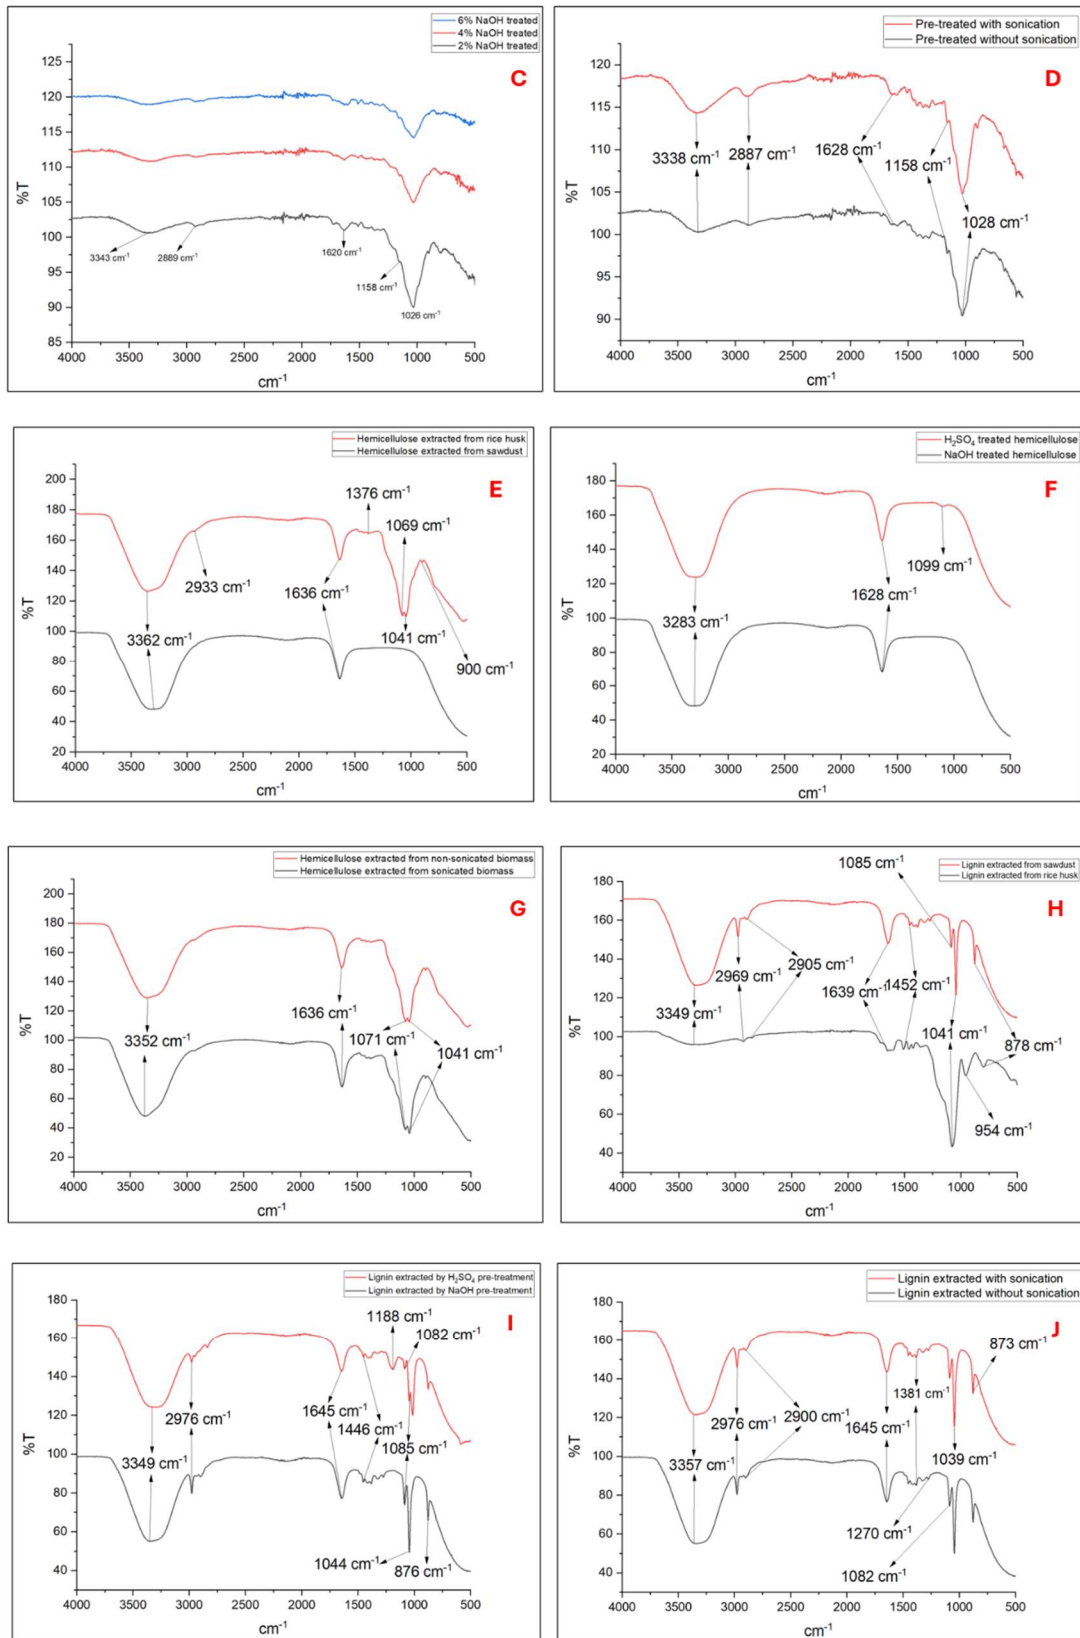 6% NaOH treated
4% NaOH treated
2% NaOH treated
C
125
120
115
110
105
100
95
90
85
%T
3343 cm-1
2889 cm-1
1620 cm-1
1158 cm-1
1026 cm-1
4000 3500 3000 2500 2000 1500 1000 500
cm-1
Pre-treated with sonication
Pre-treated without sonication
D
120
115
110
105
100
95
90
%T
3338 cm-1
2887 cm-1
1628 cm-1
1158 cm-1
1028 cm-1
4000 3500 3000 2500 2000 1500 1000 500
cm-1
Hemicellulose extracted from rice husk
Hemicellulose extracted from sawdust
E
200
180
160
140
120
100
80
60
40
20
%T
1376 cm-1
1069 cm-1
2933 cm-1
1636 cm-1
3362 cm-1
1041 cm-1
900 cm-1
4000 3500 3000 2500 2000 1500 1000 500
cm-1
H2SO4 treated hemicellulose
NaOH treated hemicellulose
F
180
160
140
120
100
80
60
40
20
%T
1099 cm-1
1628 cm-1
3283 cm-1
4000 3500 3000 2500 2000 1500 1000 500
cm-1
Hemicellulose extracted from non-sonicated biomass
Hemicellulose extracted from sonicated biomass
G
200
180
160
140
120
100
80
60
40
20
%T
1636 cm-1
3352 cm-1
1071 cm-1
1041 cm-1
4000 3500 3000 2500 2000 1500 1000 500
cm-1
Lignin extracted from sawdust
Lignin extracted from rice husk
H
180
160
140
120
100
80
60
40
%T
1085 cm-1
2905 cm-1
2969 cm-1
1639 cm-1
1452 cm-1
3349 cm-1
1041 cm-1
878 cm-1
954 cm-1
4000 3500 3000 2500 2000 1500 1000 500
cm-1
Lignin extracted by H2SO4 pre-treatment
Lignin extracted by NaOH pre-treatment
I
180
160
140
120
100
80
60
40
%T
1188 cm-1
1082 cm-1
1645 cm-1
2976 cm-1
1446 cm-1
1085 cm-1
3349 cm-1
1044 cm-1
876 cm-1
4000 3500 3000 2500 2000 1500 1000 500
cm-1
Lignin extracted with sonication
Lignin extracted without sonication
J
180
160
140
120
100
80
60
40
%T
873 cm-1
1381 cm-1
2976 cm-1
2900 cm-1
1645 cm-1
3357 cm-1
1039 cm-1
1270 cm-1
1082 cm-1
4000 3500 3000 2500 2000 1500 1000 500
cm-1